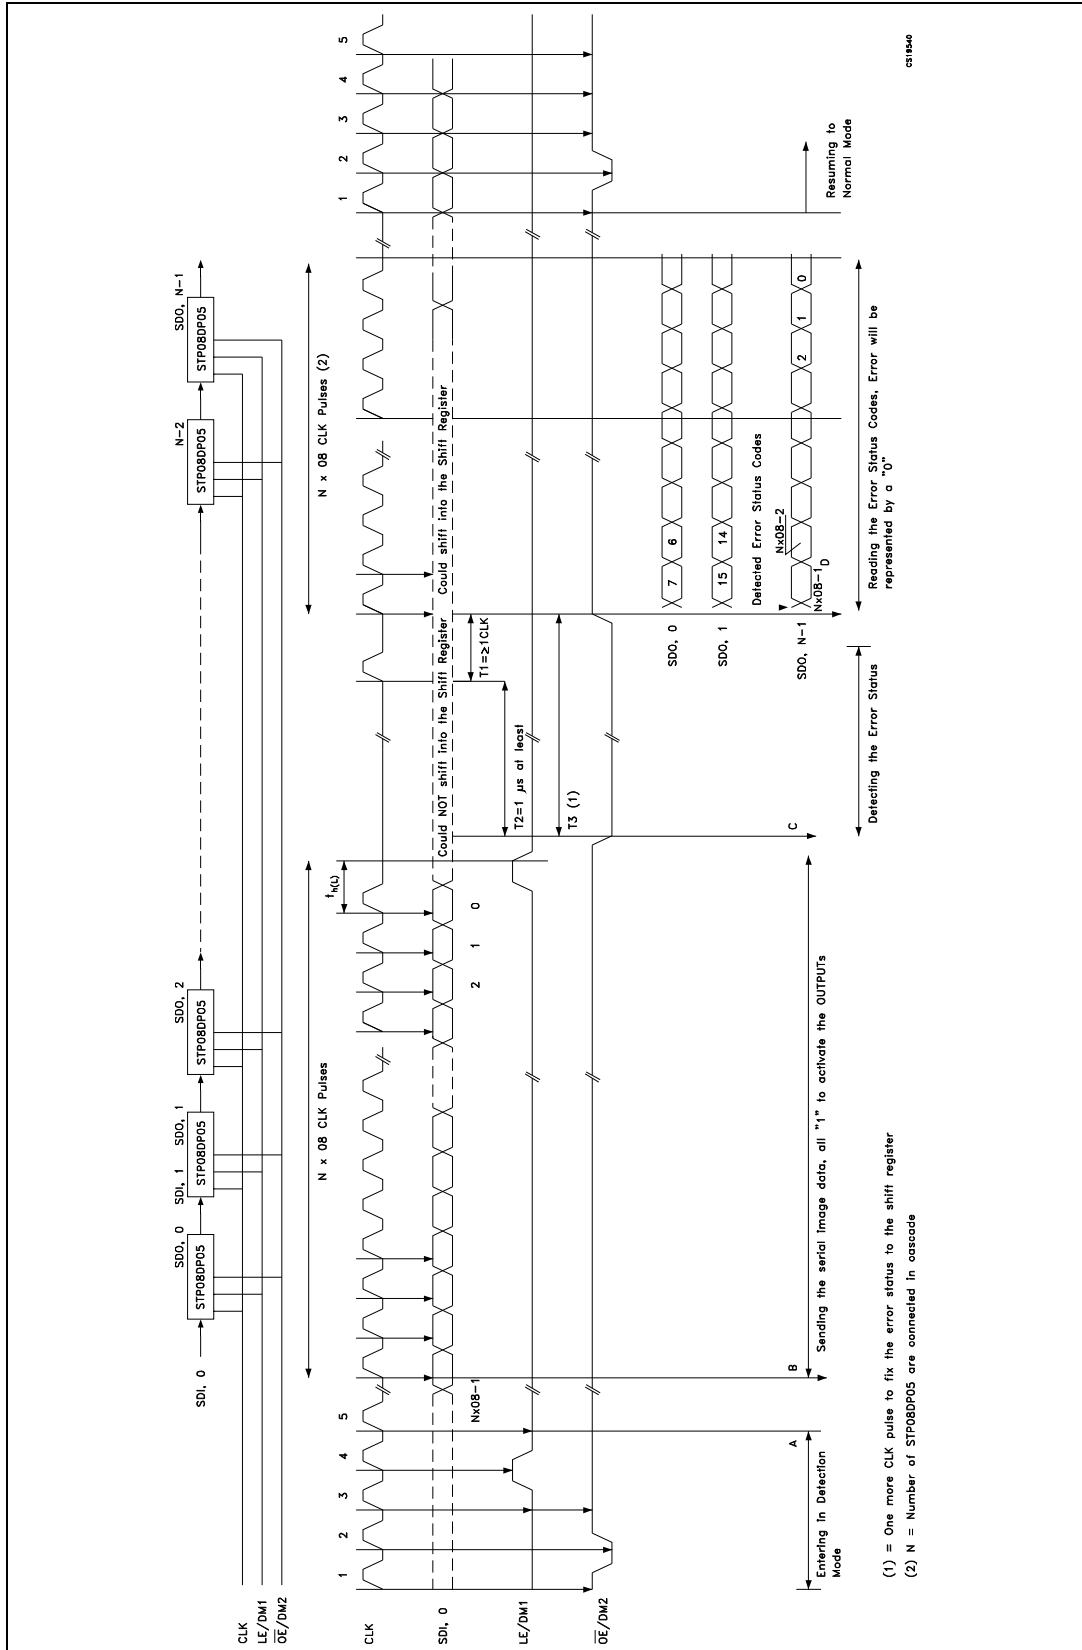 SDI, 0
STP08DP05
SDO, 0
SDI, 1
STP08DP05
SDO, 1
STP08DP05
SDO, 2
N-2
STP08DP05
STP08DP05
SDO, N-1
CLK
LE/DM1
OE/DM2
N x 08 CLK Pulses
N x 08 CLK Pulses (2)
th(L)
CLK
1 2 3 4 5
1 2 3 4 5
SDI, 0
Could NOT shift into the Shift Register
Could shift into the Shift Register
Nx08-1
2 1 0
T1=≥1CLK
T2=1 µs at least
LE/DM1
T3 (1)
OE/DM2
SDO, 0
7 6
SDO, 1
15 14
Detected Error Status Codes
Nx08-2
SDO, N-1
2 1 0
Nx08-1
D
A
B
C
Entering in Detection
Mode
Sending the serial image data, all "1" to activate the OUTPUTs
Detecting the Error Status
Reading the Error Status Codes, Error will be
represented by a "0"
Resuming to
Normal Mode
(1) = One more CLK pulse to fix the error status to the shift register
(2) N = Number of STP08DP05 are connected in cascade
CS19540